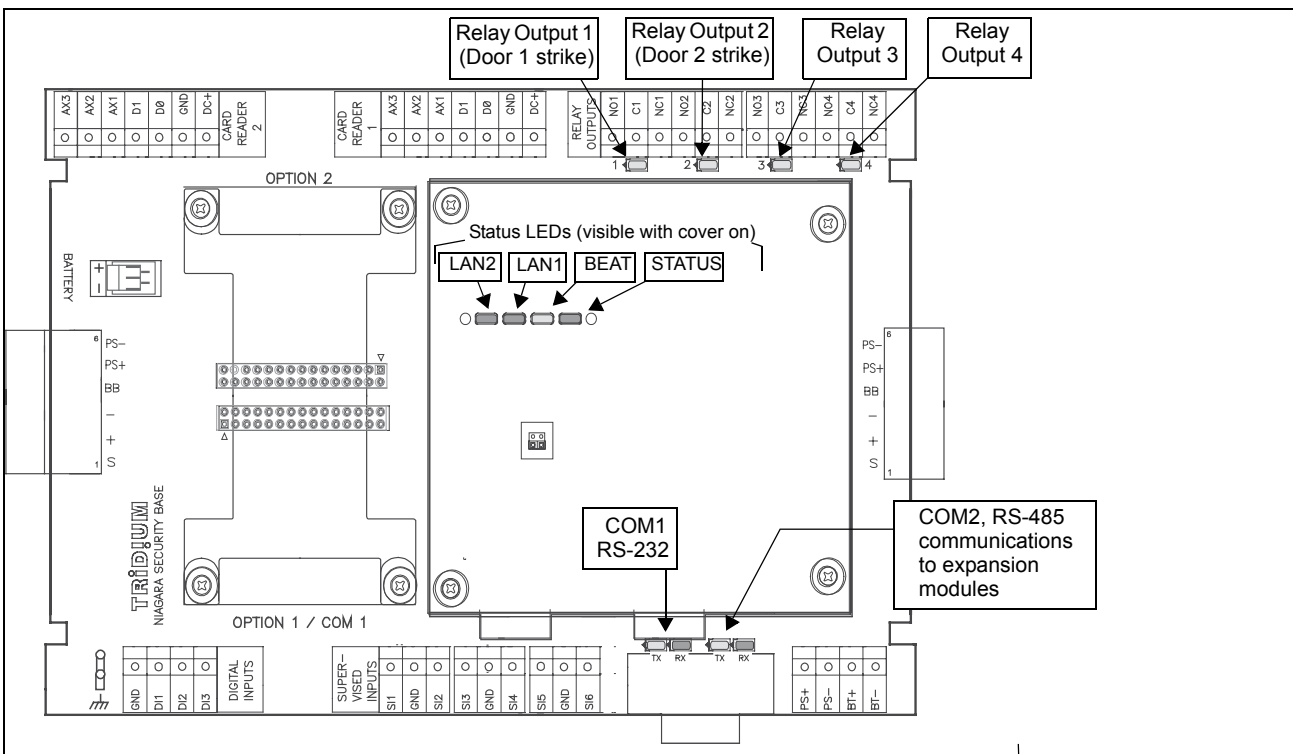 Relay Output 1
(Door 1 strike)
Relay Output 2
(Door 2 strike)
Relay
Output 3
Relay
Output 4
AX3
AX2
AX1
D1
D0
GND
DC+
CARD
READER
2
CARD
READER
1
AX3
AX2
AX1
D1
D0
GND
DC+
RELAY
OUTPUTS
NO1
C1
NC1
NO2
C2
NC2
NO3
C3
NC3
NO4
C4
NC4
1
2
3
4
OPTION 2
Status LEDs (visible with cover on)
LAN2
LAN1
BEAT
STATUS
BATTERY
+
−
6
PS−
PS+
BB
−
+
S
1
6
PS−
PS+
BB
−
+
S
1
TRIDIUM
NIAGARA SECURITY BASE
OPTION 1 / COM 1
COM1
RS-232
COM2, RS-485
communications
to expansion
modules
TX
RX
TX
RX
GND
DI1
DI2
DI3
DIGITAL
INPUTS
SUPER−
VISED
INPUTS
SI1
GND
SI2
SI3
GND
SI4
SI5
GND
SI6
PS+
PS−
BT+
BT−